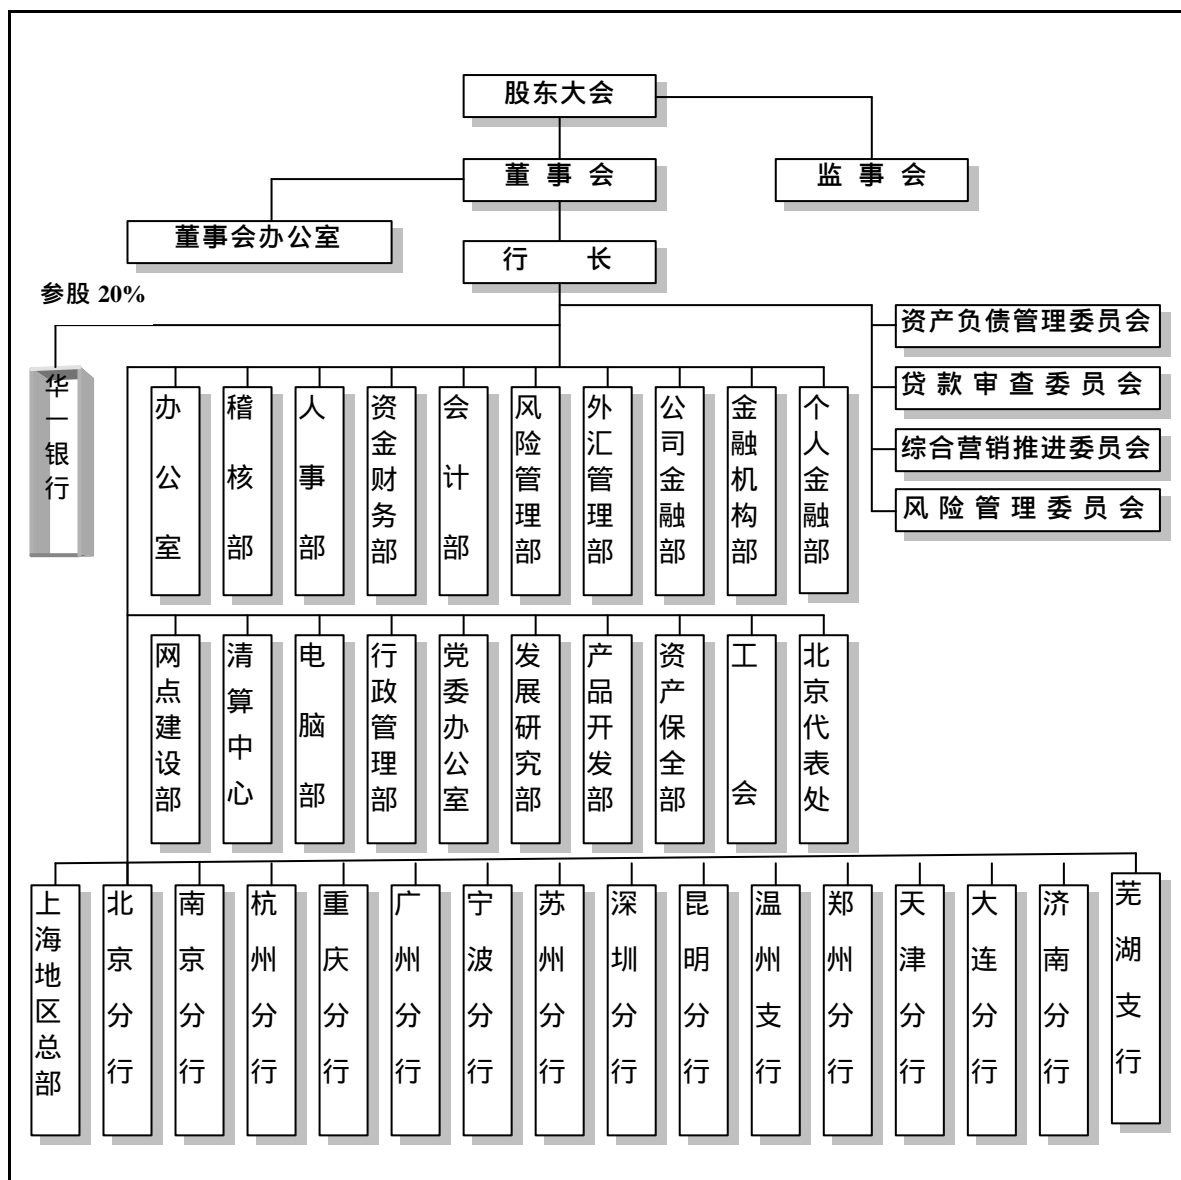 股东大会
董事会
监事会
董事会办公室
行长
参股 20%
资产负债管理委员会
贷款审查委员会
综合营销推进委员会
风险管理委员会
华一银行
办公室
稽核部
人事部
资金财务部
会计部
风险管理部
外汇管理部
公司金融部
金融机构部
个人金融部
网点建设部
清算中心
电脑部
行政管理部
党委办公室
发展研究部
产品开发部
资产保全部
工会
北京代表处
上海地区总部
北京分行
南京分行
杭州分行
重庆分行
广州分行
宁波分行
苏州分行
深圳分行
昆明分行
温州支行
郑州分行
天津分行
大连分行
济南分行
芜湖支行